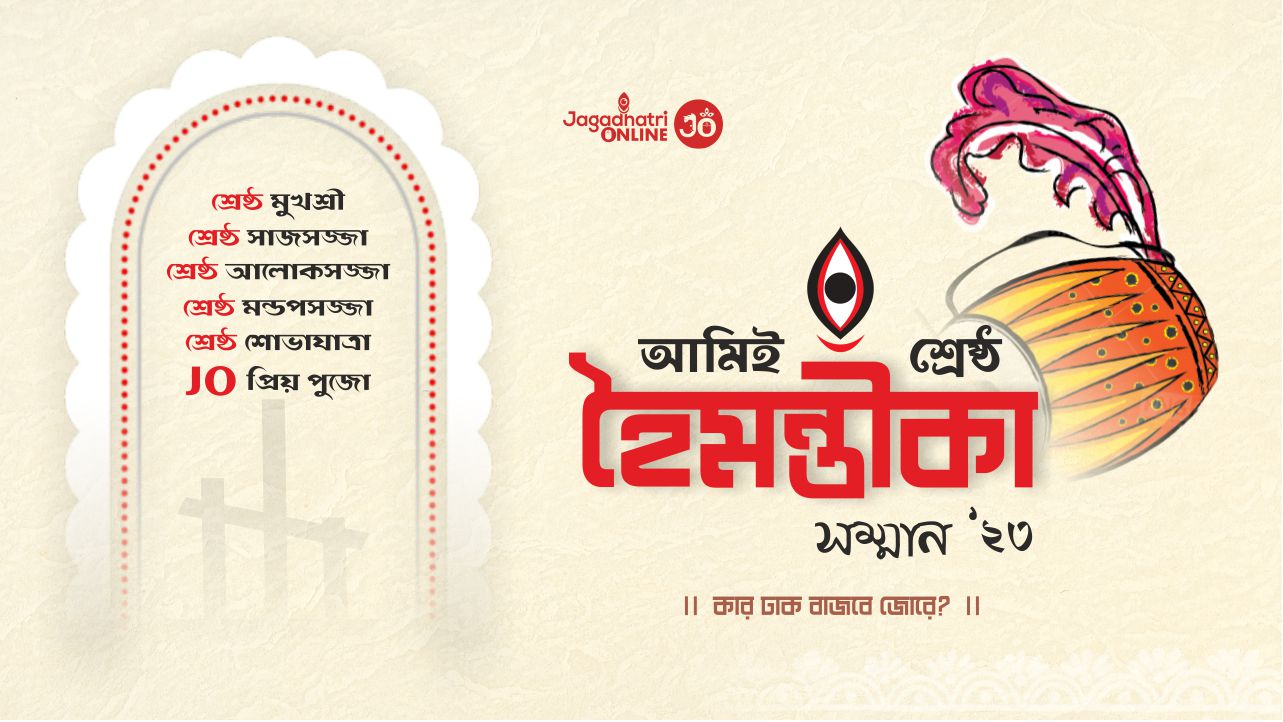 শ্রেষ্ঠ মুখশ্রী
শ্রেষ্ঠ সাজসজ্জা
শ্রেষ্ঠ আলোকসজ্জা
শ্রেষ্ঠ মন্ডপসজ্জা
শ্রেষ্ঠ শোভাযাত্রা
JO প্রিয় পুজো
Jagadhatri
ONLINE JO
আমিই শ্রেষ্ঠ
হৈমন্তীকা
সম্মান '২৩
॥ কার ঢাক বাজবে জোরে? ॥